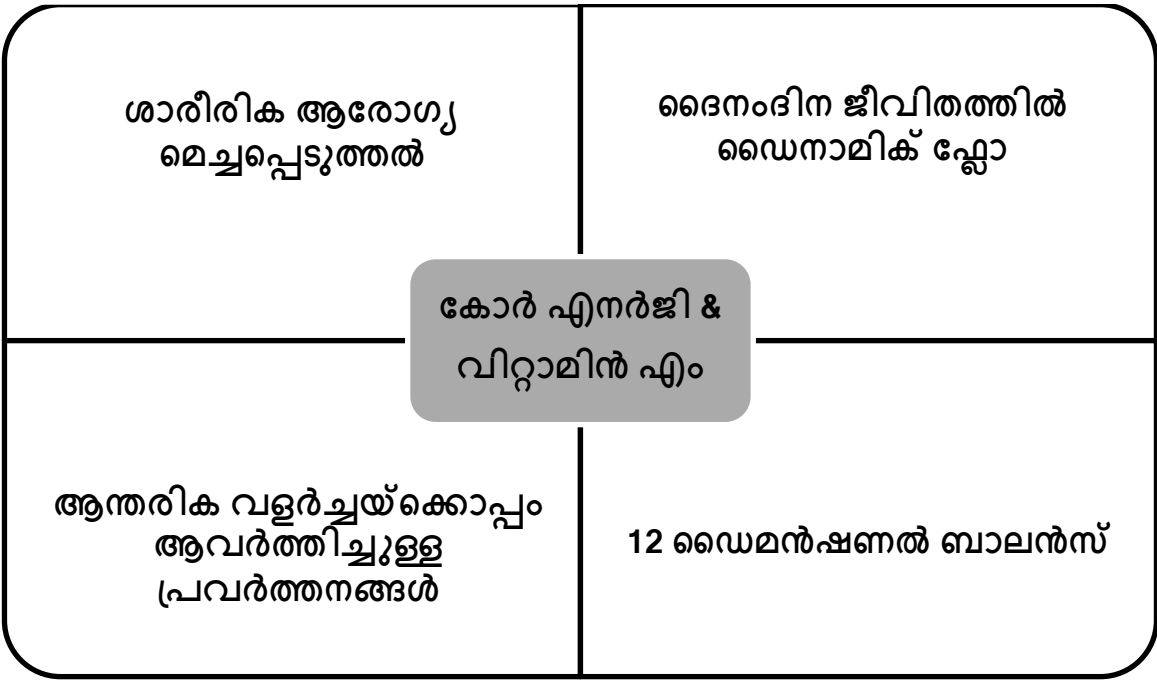 ശാരീരിക ആരോഗ്യ
മെച്ചപ്പെടുത്തൽ
ദൈനംദിന ജീവിതത്തിൽ
ഡൈനാമിക് ഫ്ലോ
കോർ എനർജി &
വിറ്റാമിൻ എം
ആന്തരിക വളർച്ചയ്ക്കൊപ്പം
ആവർത്തിച്ചുള്ള
പ്രവർത്തനങ്ങൾ
12 ഡൈമൻഷണൽ ബാലൻസ്